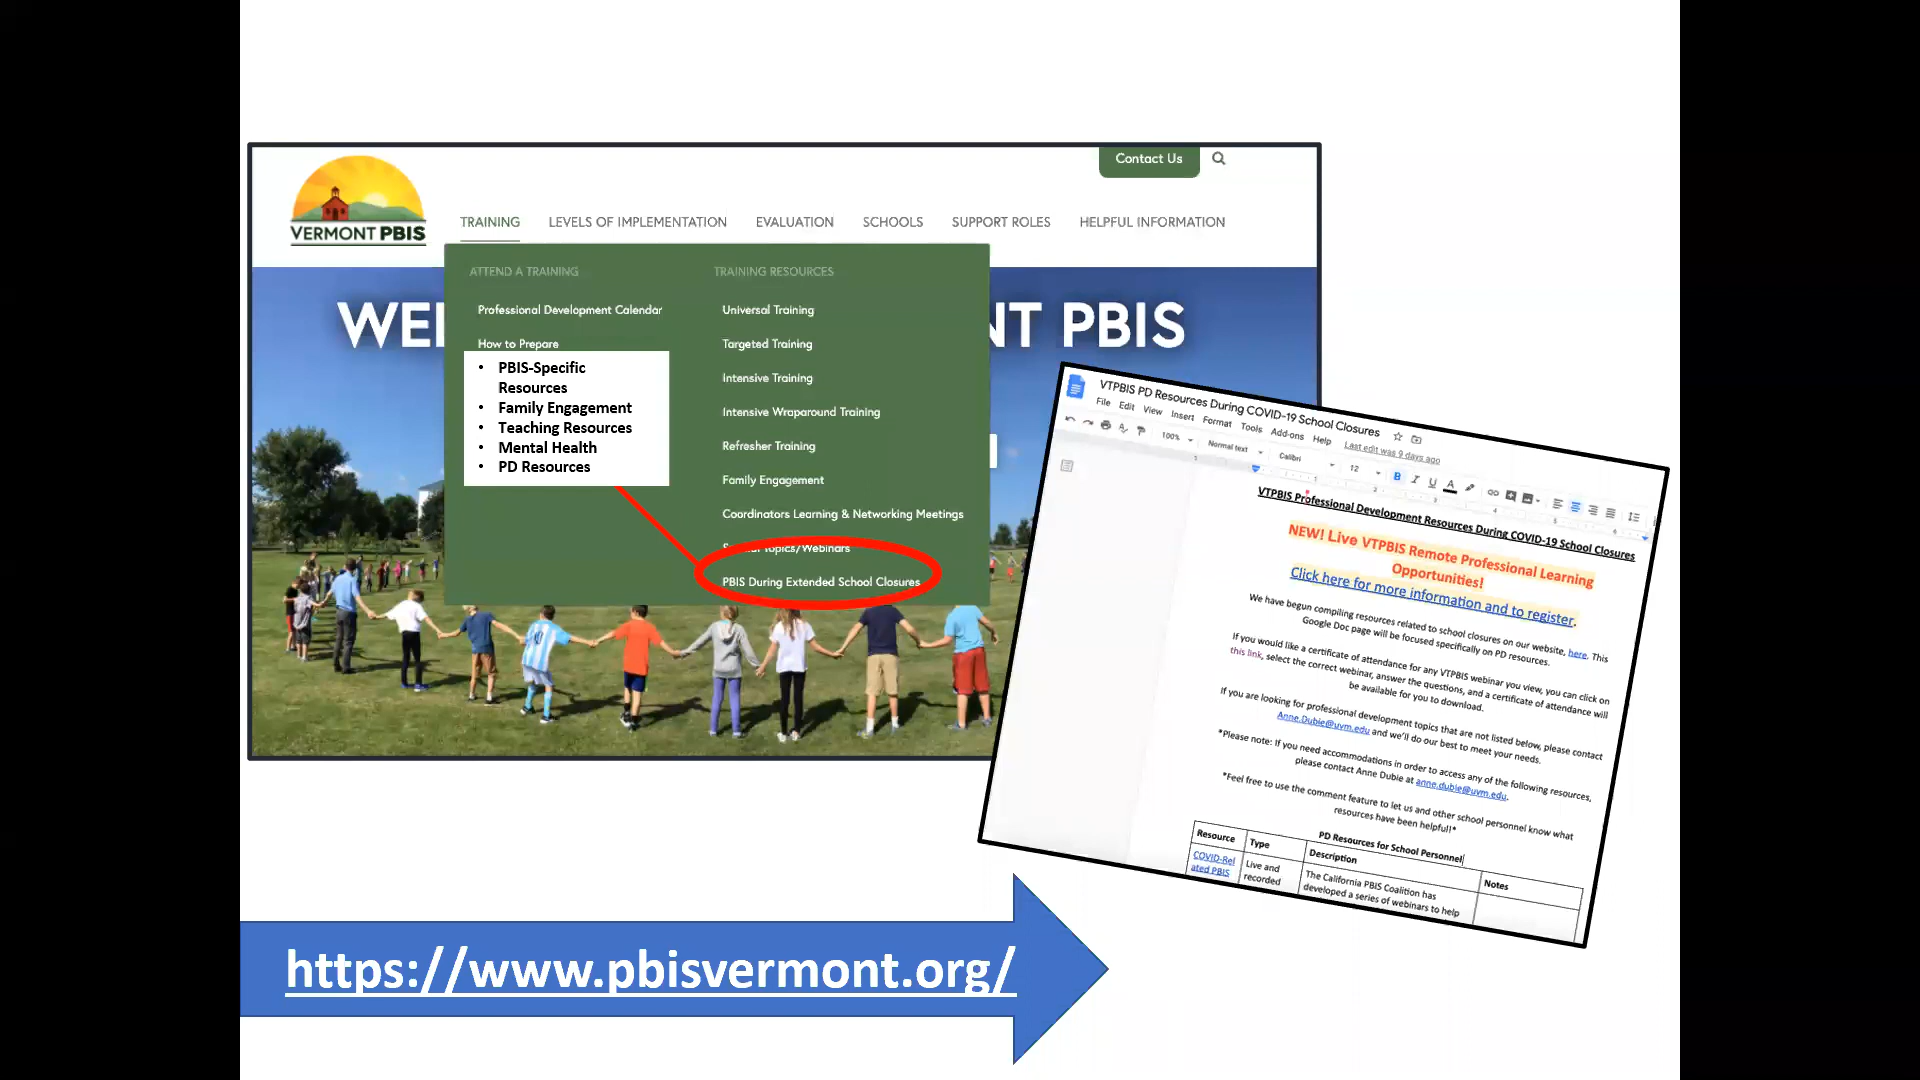 Contact Us
VERMONT PBIS
TRAINING
LEVELS OF IMPLEMENTATION
EVALUATION
SCHOOLS
SUPPORT ROLES
HELPFUL INFORMATION
WEL
NT PBIS
ATTEND A TRAINING
Professional Development Calendar
How to Prepare
• PBIS-Specific
Resources
• Family Engagement
• Teaching Resources
• Mental Health
• PD Resources
TRAINING RESOURCES
Universal Training
Targeted Training
Intensive Training
Intensive Wraparound Training
Refresher Training
Family Engagement
Coordinators Learning & Networking Meetings
Topics/Webinars
PBIS During Extended School Closures
VTPBIS PD Resources During COVID-19 School Closures
File Edit View Insert Format Tools Add-ons Help Last edit was 9 days ago
100% Normal text Calibri 12 B I U A
VTPBIS Professional Development Resources During COVID-19 School Closures
NEW! Live VTPBIS Remote Professional Learning
Opportunities!
Click here for more information and to register.
We have begun compiling resources related to school closures on our website, here. This
Google Doc page will be focused specifically on PD resources.
If you would like a certificate of attendance for any VTPBIS webinar you view, you can click on
this link, select the correct webinar, answer the questions, and a certificate of attendance will
be available for you to download.
If you are looking for professional development topics that are not listed below, please contact
Anne.Dubie@uvm.edu and we'll do our best to meet your needs.
*Please note: If you need accommodations in order to access any of the following resources,
please contact Anne Dubie at anne.dubie@uvm.edu.
*Feel free to use the comment feature to let us and other school personnel know what
resources have been helpful!*
PD Resources for School Personnel
Resource Type Description Notes
COVID-Rel
ated PBIS
Live and
recorded
The California PBIS Coalition has
developed a series of webinars to help
https://www.pbisvermont.org/